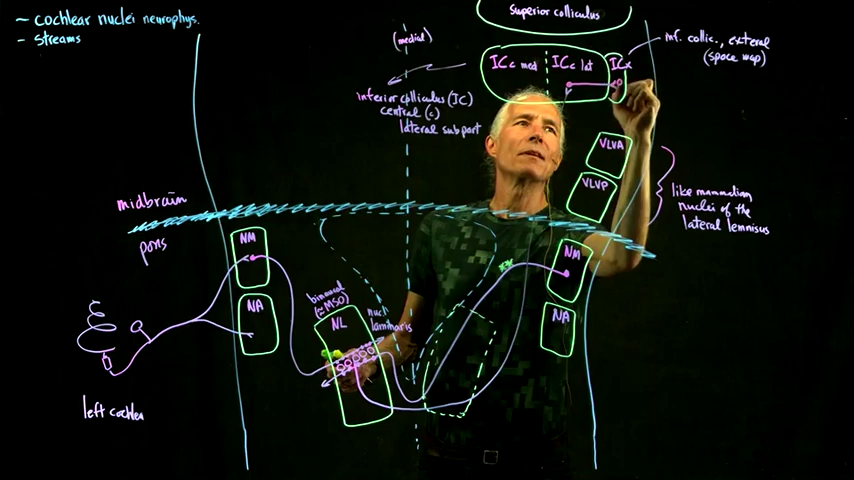 ~ cochlear nuclei neurophys.
- streams
superior colliculus
(medial)
ICc med
ICc lat
ICx
inf. collic., external
(space map)
inferior colliculus (IC)
central (c)
lateral subpart
VLVA
VLVP
like mammalian
nuclei of the
lateral lemniscus
midbrain
pons
NM
NA
binaural
(≈MSO)
NL
nucl
laminaris
NM
NA
left cochlea